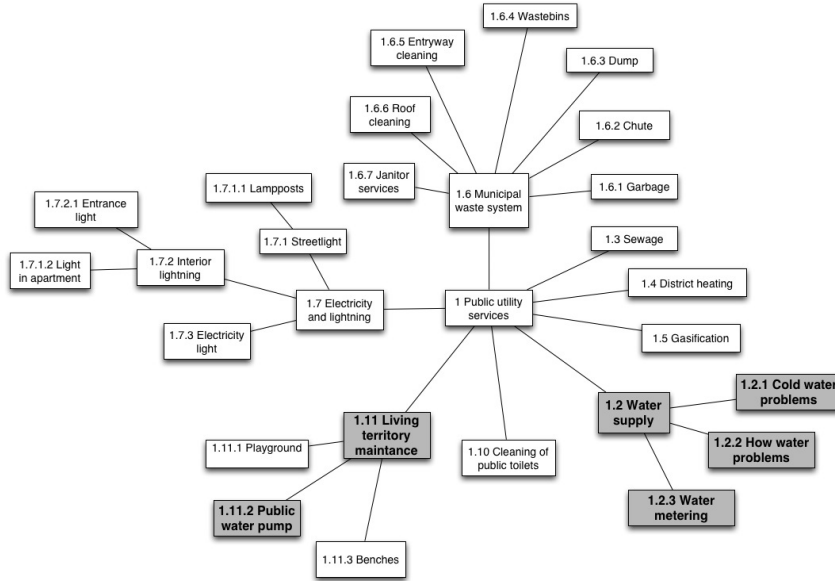 1.6.4 Wastebins
1.6.5 Entryway
cleaning
1.6.3 Dump
1.6.6 Roof
cleaning
1.6.2 Chute
1.6.7 Janitor
services
1.6 Municipal
waste system
1.6.1 Garbage
1.7.1.1 Lampposts
1.7.2.1 Entrance
light
1.7.1 Streetlight
1.3 Sewage
1.7.1.2 Light
in apartment
1.7.2 Interior
lightning
1.4 District heating
1.7 Electricity
and lightning
1 Public utility
services
1.7.3 Electricity
light
1.5 Gasification
1.2.1 Cold water
problems
1.2 Water
supply
1.11 Living
territory
maintance
1.2.2 How water
problems
1.11.1 Playground
1.10 Cleaning of
public toilets
1.11.2 Public
water pump
1.2.3 Water
metering
1.11.3 Benches